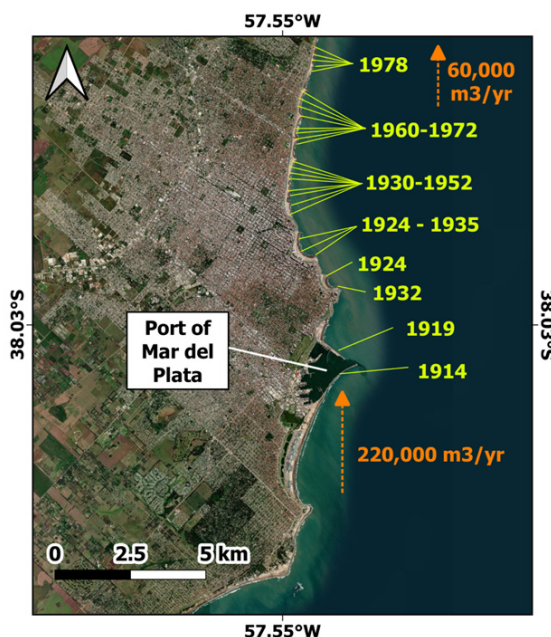 57.55°W
1978
60,000
m3/yr
1960-1972
1930-1952
1924 - 1935
1924
1932
38.03°S
38.03°S
Port of
Mar del
Plata
1919
1914
220,000 m3/yr
0 2.5 5 km
57.55°W